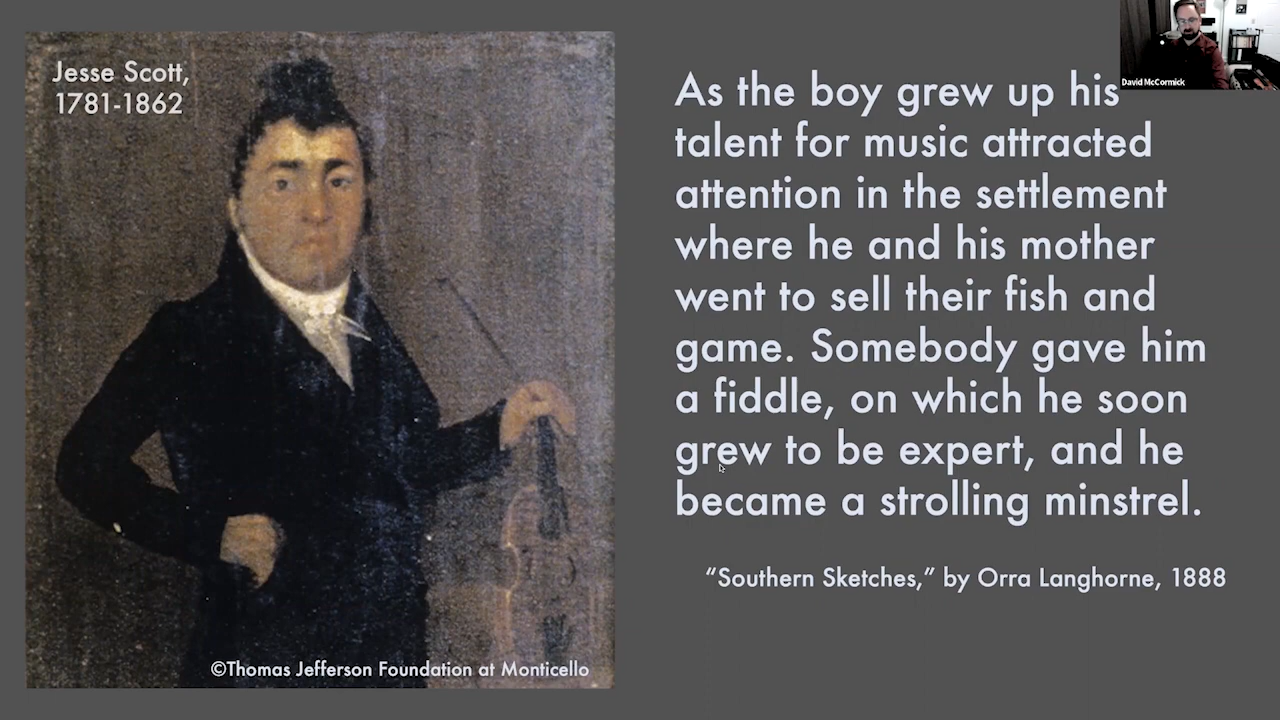 Jesse Scott,
1781-1862
©Thomas Jefferson Foundation at Monticello
As the boy grew up his
talent for music attracted
attention in the settlement
where he and his mother
went to sell their fish and
game. Somebody gave him
a fiddle, on which he soon
grew to be expert, and he
became a strolling minstrel.
“Southern Sketches,” by Orra Langhorne, 1888
David McCormick